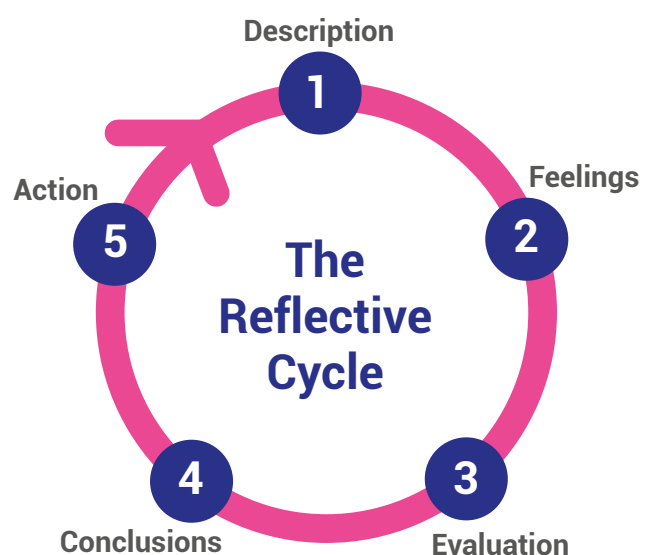 Description
1
Feelings
2
Evaluation
3
Conclusions
4
Action
5
The
Reflective
Cycle